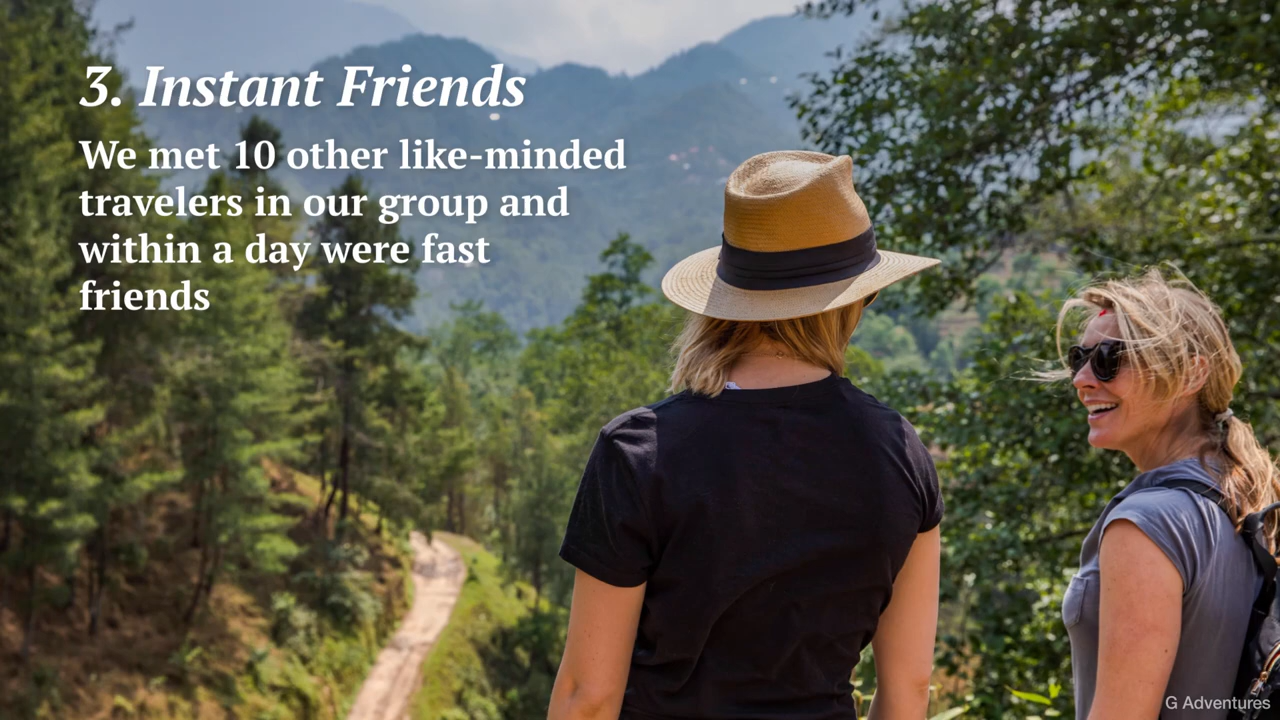 3. Instant Friends
We met 10 other like-minded
travelers in our group and
within a day were fast
friends
G Adventures